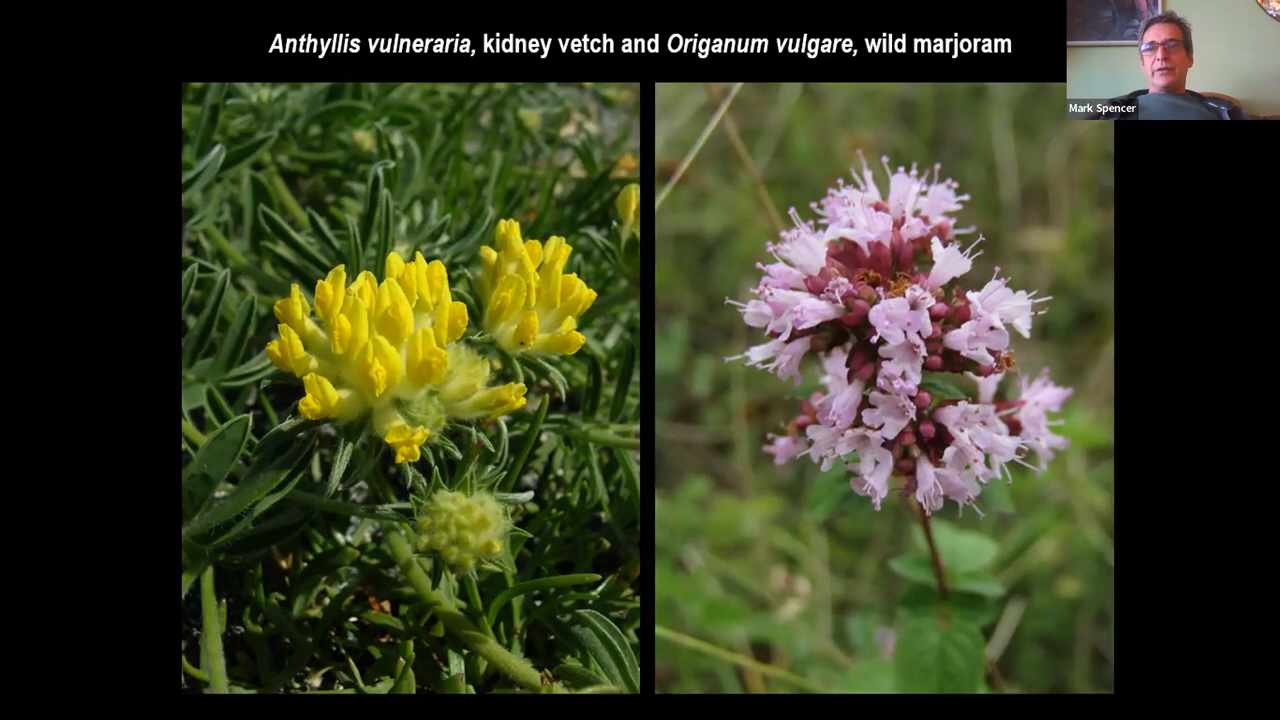 Anthyllis vulneraria, kidney vetch and Origanum vulgare, wild marjoram
Mark Spencer